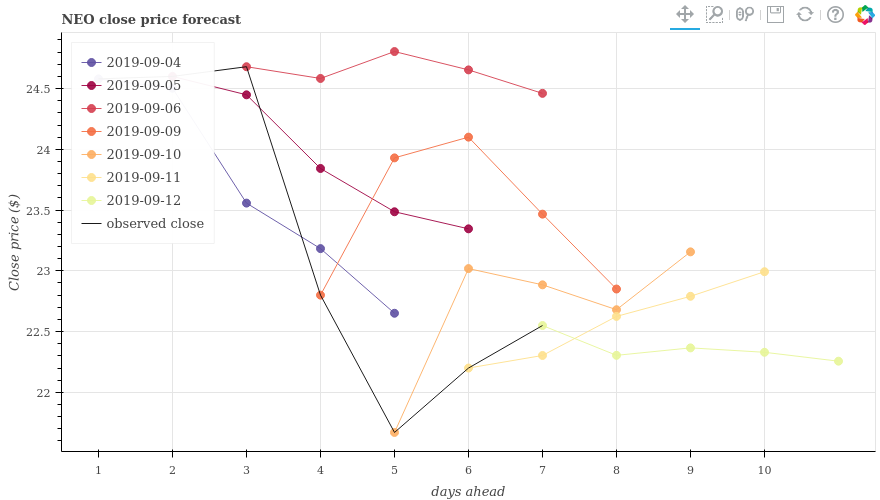 NEO close price forecast
2019-09-04
2019-09-05
2019-09-06
2019-09-09
2019-09-10
2019-09-11
2019-09-12
observed close
Close price ($)
24.5
24
23.5
23
22.5
22
1 2 3 4 5 6 7 8 9 10
days ahead